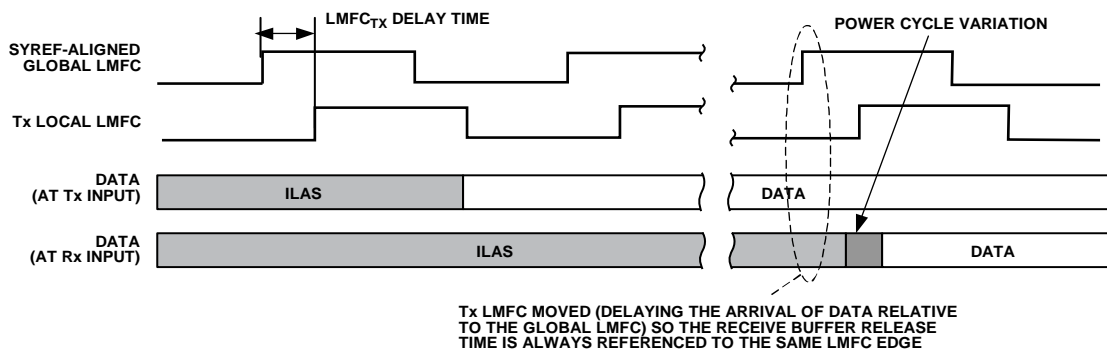 LMFCTX DELAY TIME
POWER CYCLE VARIATION
SYREF-ALIGNED
GLOBAL LMFC
Tx LOCAL LMFC
DATA
(AT Tx INPUT)
ILAS
DATA
DATA
(AT Rx INPUT)
ILAS
DATA
Tx LMFC MOVED (DELAYING THE ARRIVAL OF DATA RELATIVE
TO THE GLOBAL LMFC) SO THE RECEIVE BUFFER RELEASE
TIME IS ALWAYS REFERENCED TO THE SAME LMFC EDGE